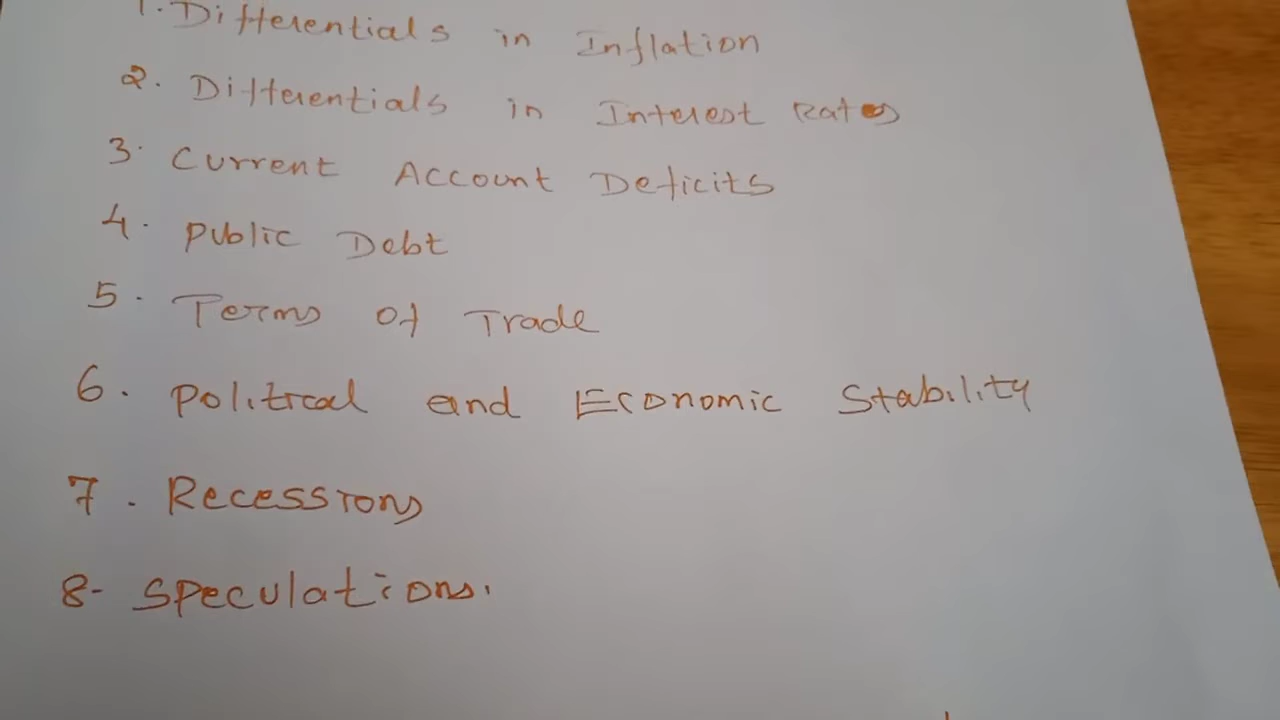 1. Differentials in Inflation
2. Differentials in Interest Rates
3. Current Account Deficits
4. Public Debt
5. Terms of Trade
6. Political and Economic Stability
7. Recessions
8- Speculations.